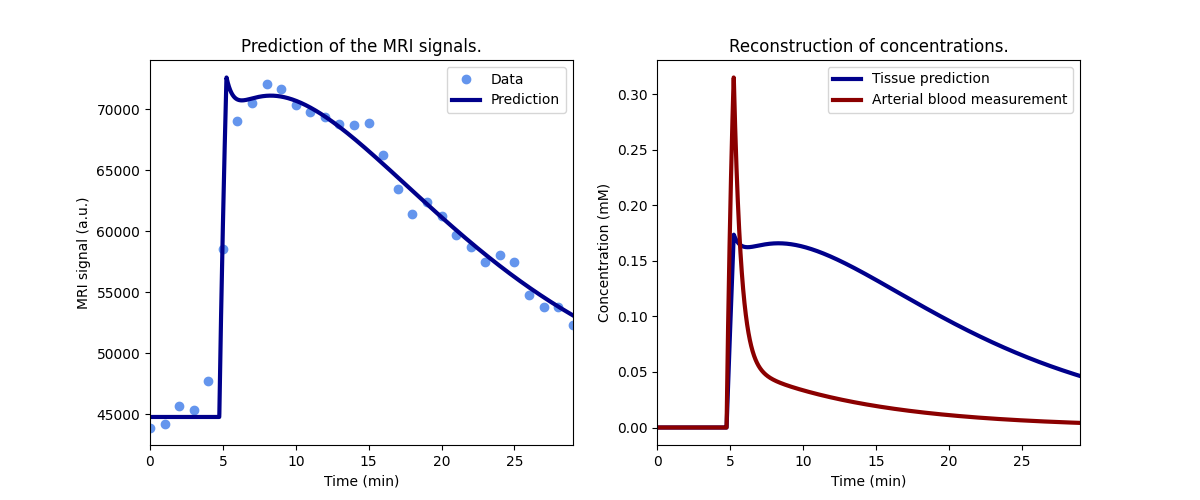 Prediction of the MRI signals.
Data
Prediction
70000
65000
60000
55000
50000
45000
MRI signal (a.u.)
0 5 10 15 20 25
Time (min)
Reconstruction of concentrations.
Tissue prediction
Arterial blood measurement
0.30
0.25
0.20
0.15
0.10
0.05
0.00
Concentration (mM)
0 5 10 15 20 25
Time (min)